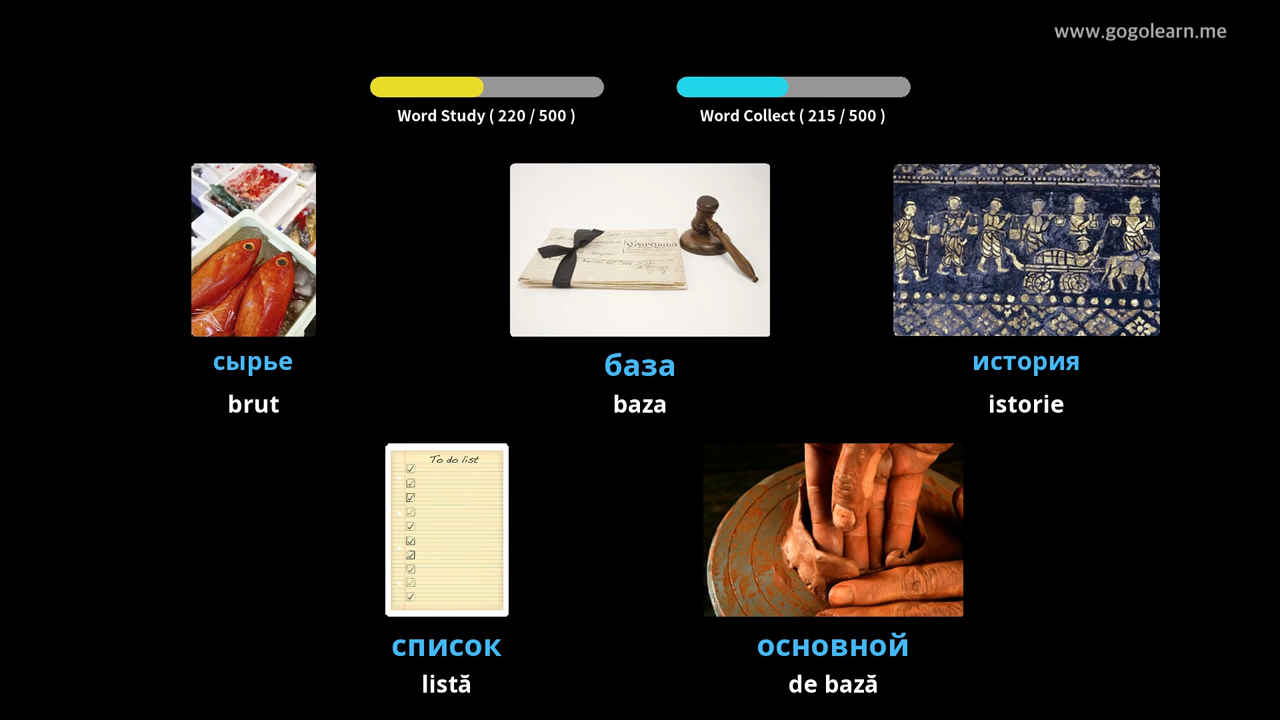 www.gogolearn.me
Word Study ( 220 / 500 )
Word Collect ( 215 / 500 )
сырье
brut
база
baza
история
istorie
To do list
список
listă
основной
de bază